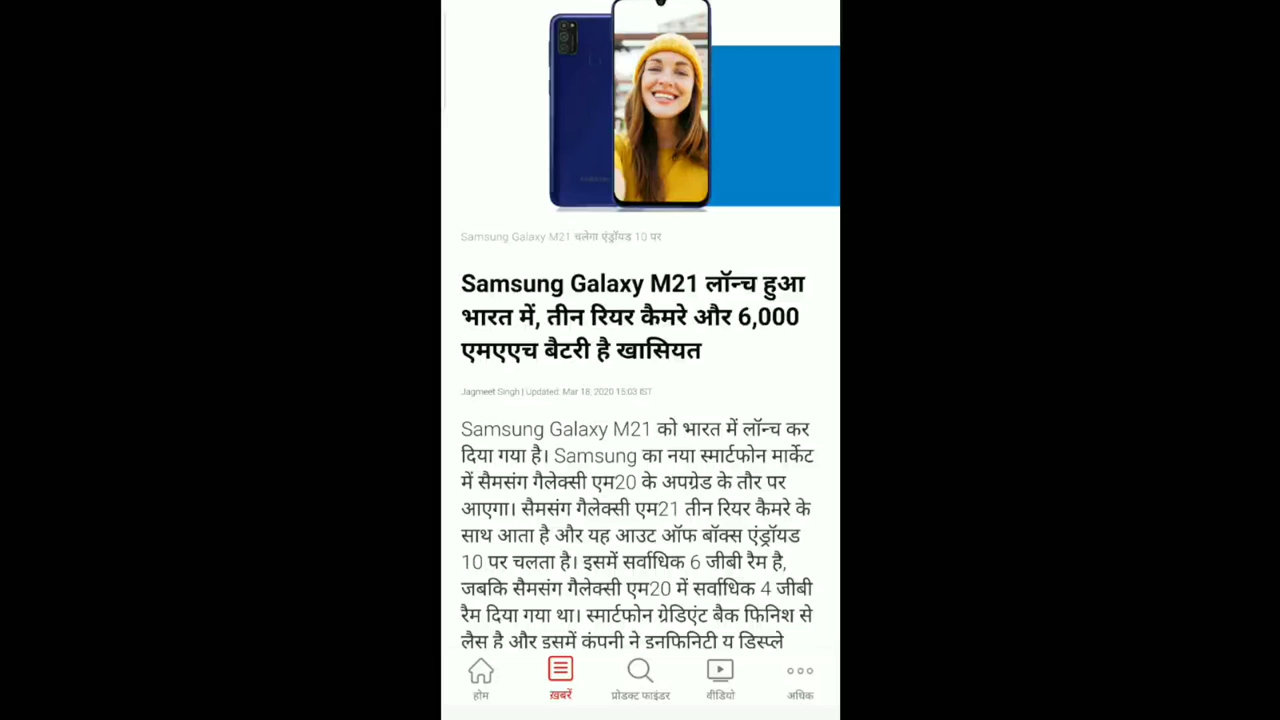 Samsung Galaxy M21 चलेगा एंड्रॉयड 10 पर
Samsung Galaxy M21 लॉन्च हुआ
भारत में, तीन रियर कैमरे और 6,000
एमएएच बैटरी है खासियत
Jagmeet Singh | Updated: Mar 18, 2020 15:03 IST
Samsung Galaxy M21 को भारत में लॉन्च कर
दिया गया है। Samsung का नया स्मार्टफोन मार्केट
में सैमसंग गैलेक्सी एम20 के अपग्रेड के तौर पर
आएगा। सैमसंग गैलेक्सी एम21 तीन रियर कैमरे के
साथ आता है और यह आउट ऑफ बॉक्स एंड्रॉयड
10 पर चलता है। इसमें सर्वाधिक 6 जीबी रैम है,
जबकि सैमसंग गैलेक्सी एम20 में सर्वाधिक 4 जीबी
रैम दिया गया था। स्मार्टफोन ग्रेडिएंट बैक फिनिश से
लैस है और इसमें कंपनी ने इनफिनिटी यू डिस्प्ले
होम
ख़बरें
प्रोडक्ट फाइंडर
वीडियो
अधिक